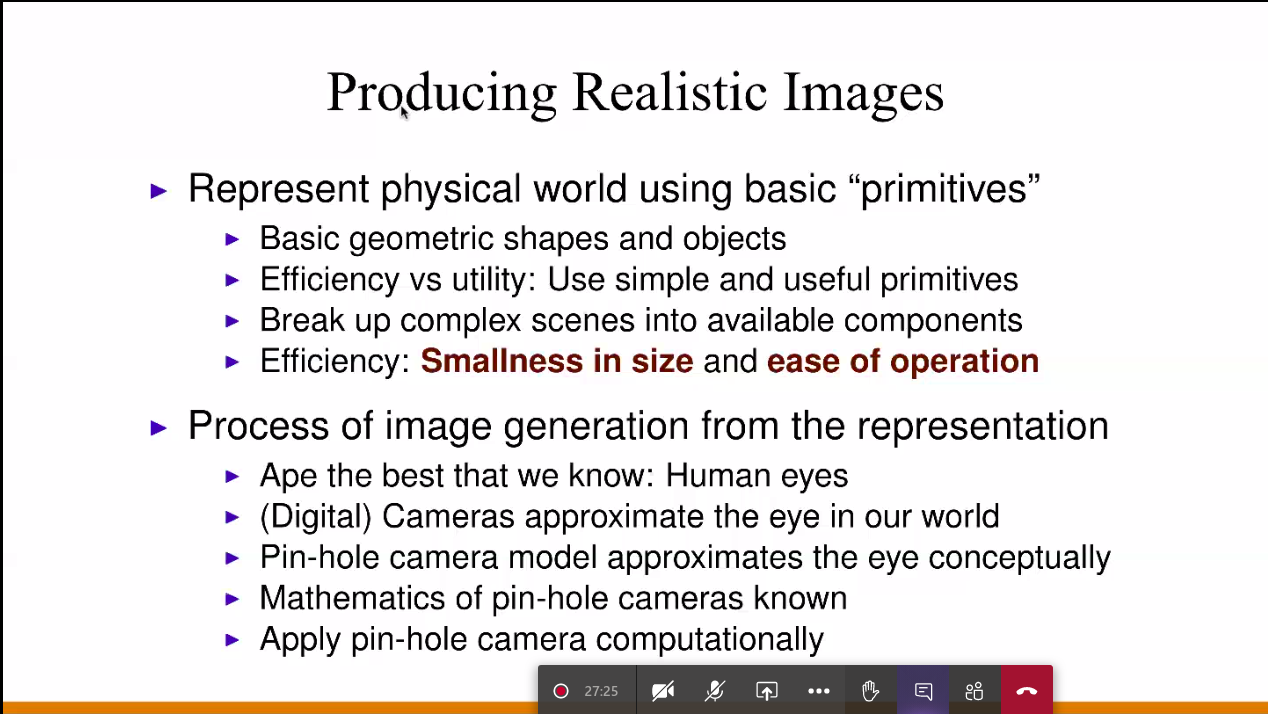 Producing Realistic Images
Represent physical world using basic “primitives”
Basic geometric shapes and objects
Efficiency vs utility: Use simple and useful primitives
Break up complex scenes into available components
Efficiency: Smallness in size and ease of operation
Process of image generation from the representation
Ape the best that we know: Human eyes
(Digital) Cameras approximate the eye in our world
Pin-hole camera model approximates the eye conceptually
Mathematics of pin-hole cameras known
Apply pin-hole camera computationally
27:25